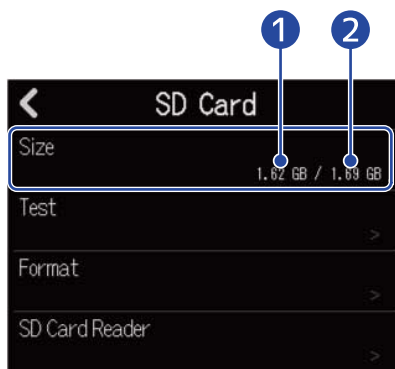 1 2
SD Card
Size
1.62 GB / 1.69 GB
Test
Format
SD Card Reader